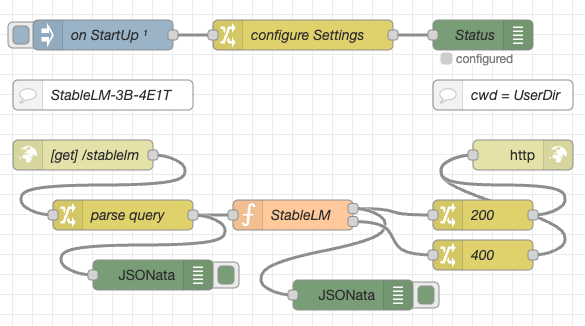 on StartUp ¹
configure Settings
Status
configured
StableLM-3B-4E1T
cwd = UserDir
[get] /stablelm
http
parse query
StableLM
200
400
JSONata
JSONata